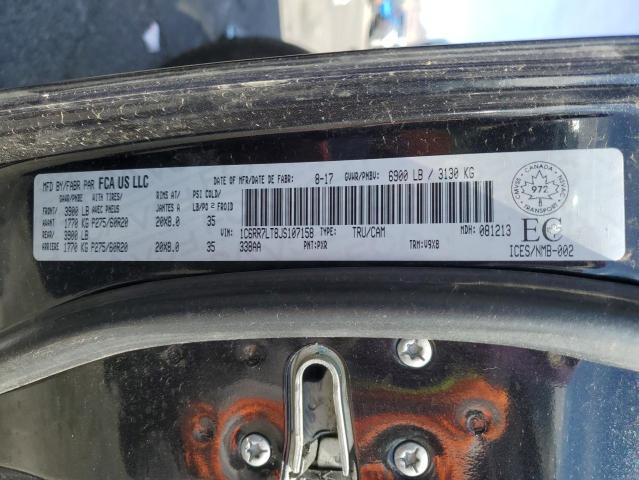 MFD BY/FABR PAR FCA US LLC DATE OF MFR/DATE DE FABR: 8-17 GVWR/PNBV: 6900 LB / 3130 KG
GAWR/PNBE WITH TIRES/ RIMS AT/ PSI COLD/
FRONT/ 3900 LB AVEC PNEUS JANTES A LB/PO 2 FROID
AVANT 1770 KG P275/60R20 20X8.0 35
REAR/ 3900 LB
ARRIERE 1770 KG P275/60R20 20X8.0 35
VIN: 1C6RR7LT8JS107158 TYPE: TRU/CAM MDH: 081213
338AA PNT: PXR TRM: V9X8
CANADA
972
TRANSPORT
EC
ICES/NMB-002